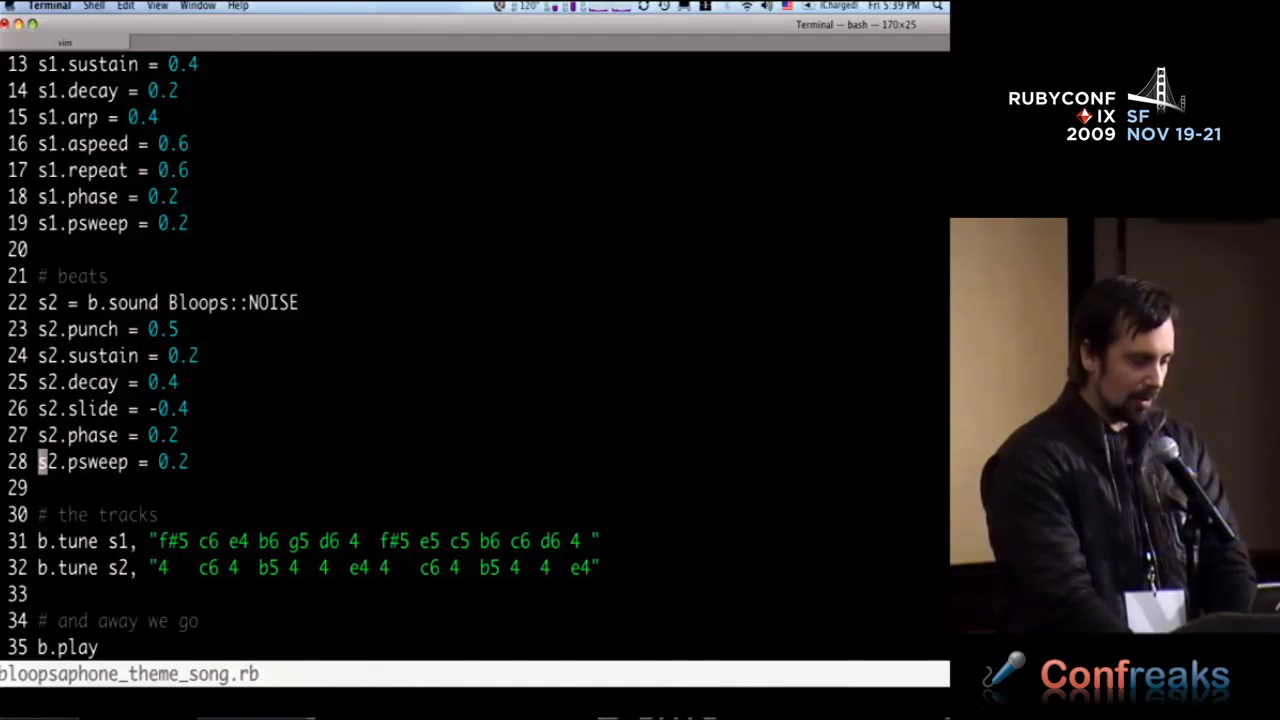 Terminal Shell Edit View Window Help
120° (Charged) Fri 5:39 PM
Terminal — bash — 170×25
vim
13 s1.sustain = 0.4
14 s1.decay = 0.2
15 s1.arp = 0.4
16 s1.aspeed = 0.6
17 s1.repeat = 0.6
18 s1.phase = 0.2
19 s1.psweep = 0.2
20
21 # beats
22 s2 = b.sound Bloops::NOISE
23 s2.punch = 0.5
24 s2.sustain = 0.2
25 s2.decay = 0.4
26 s2.slide = -0.4
27 s2.phase = 0.2
28 s2.psweep = 0.2
29
30 # the tracks
31 b.tune s1, "f#5 c6 e4 b6 g5 d6 4  f#5 e5 c5 b6 c6 d6 4 "
32 b.tune s2, "4   c6 4  b5 4  4  e4 4   c6 4  b5 4  4  e4"
33
34 # and away we go
35 b.play
bloopsaphone_theme_song.rb
RUBYCONF
IX SF
2009 NOV 19-21
Confreaks